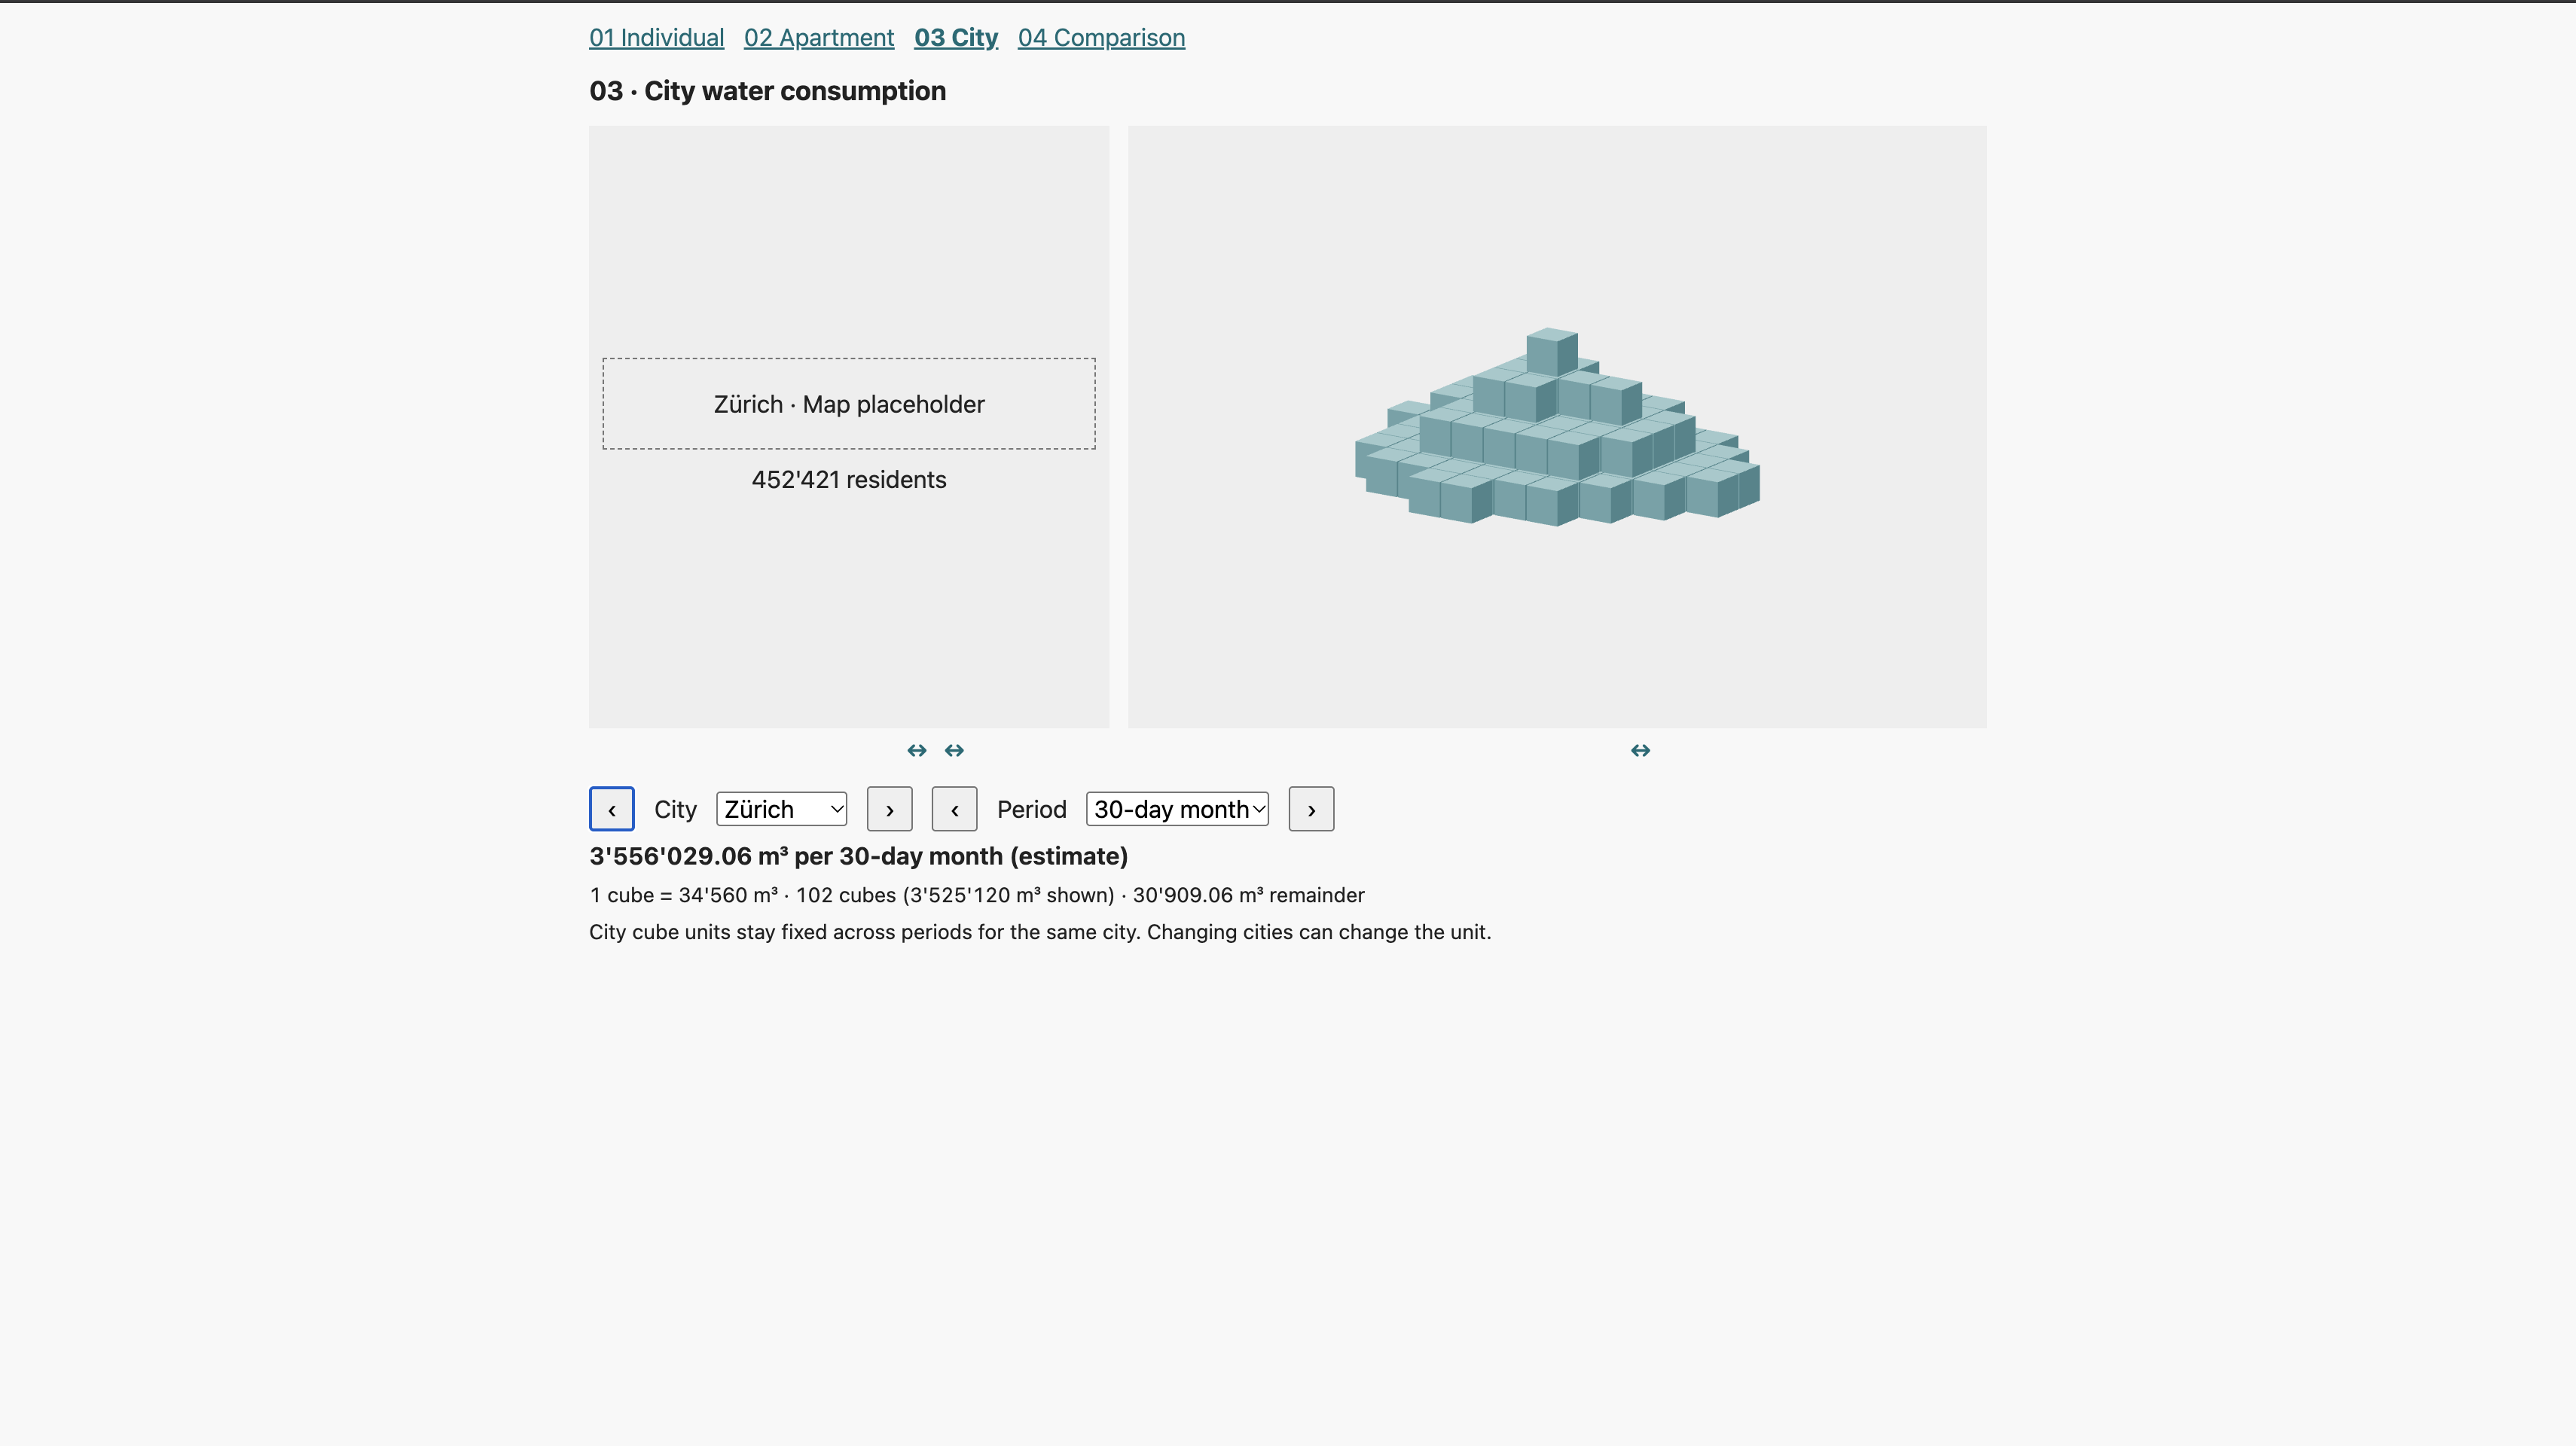 01 Individual 02 Apartment 03 City 04 Comparison
03 · City water consumption
Zürich · Map placeholder
452'421 residents
↔ ↔ ↔
‹ City Zürich › ‹ Period 30-day month ›
3'556'029.06 m³ per 30-day month (estimate)
1 cube = 34'560 m³ · 102 cubes (3'525'120 m³ shown) · 30'909.06 m³ remainder
City cube units stay fixed across periods for the same city. Changing cities can change the unit.